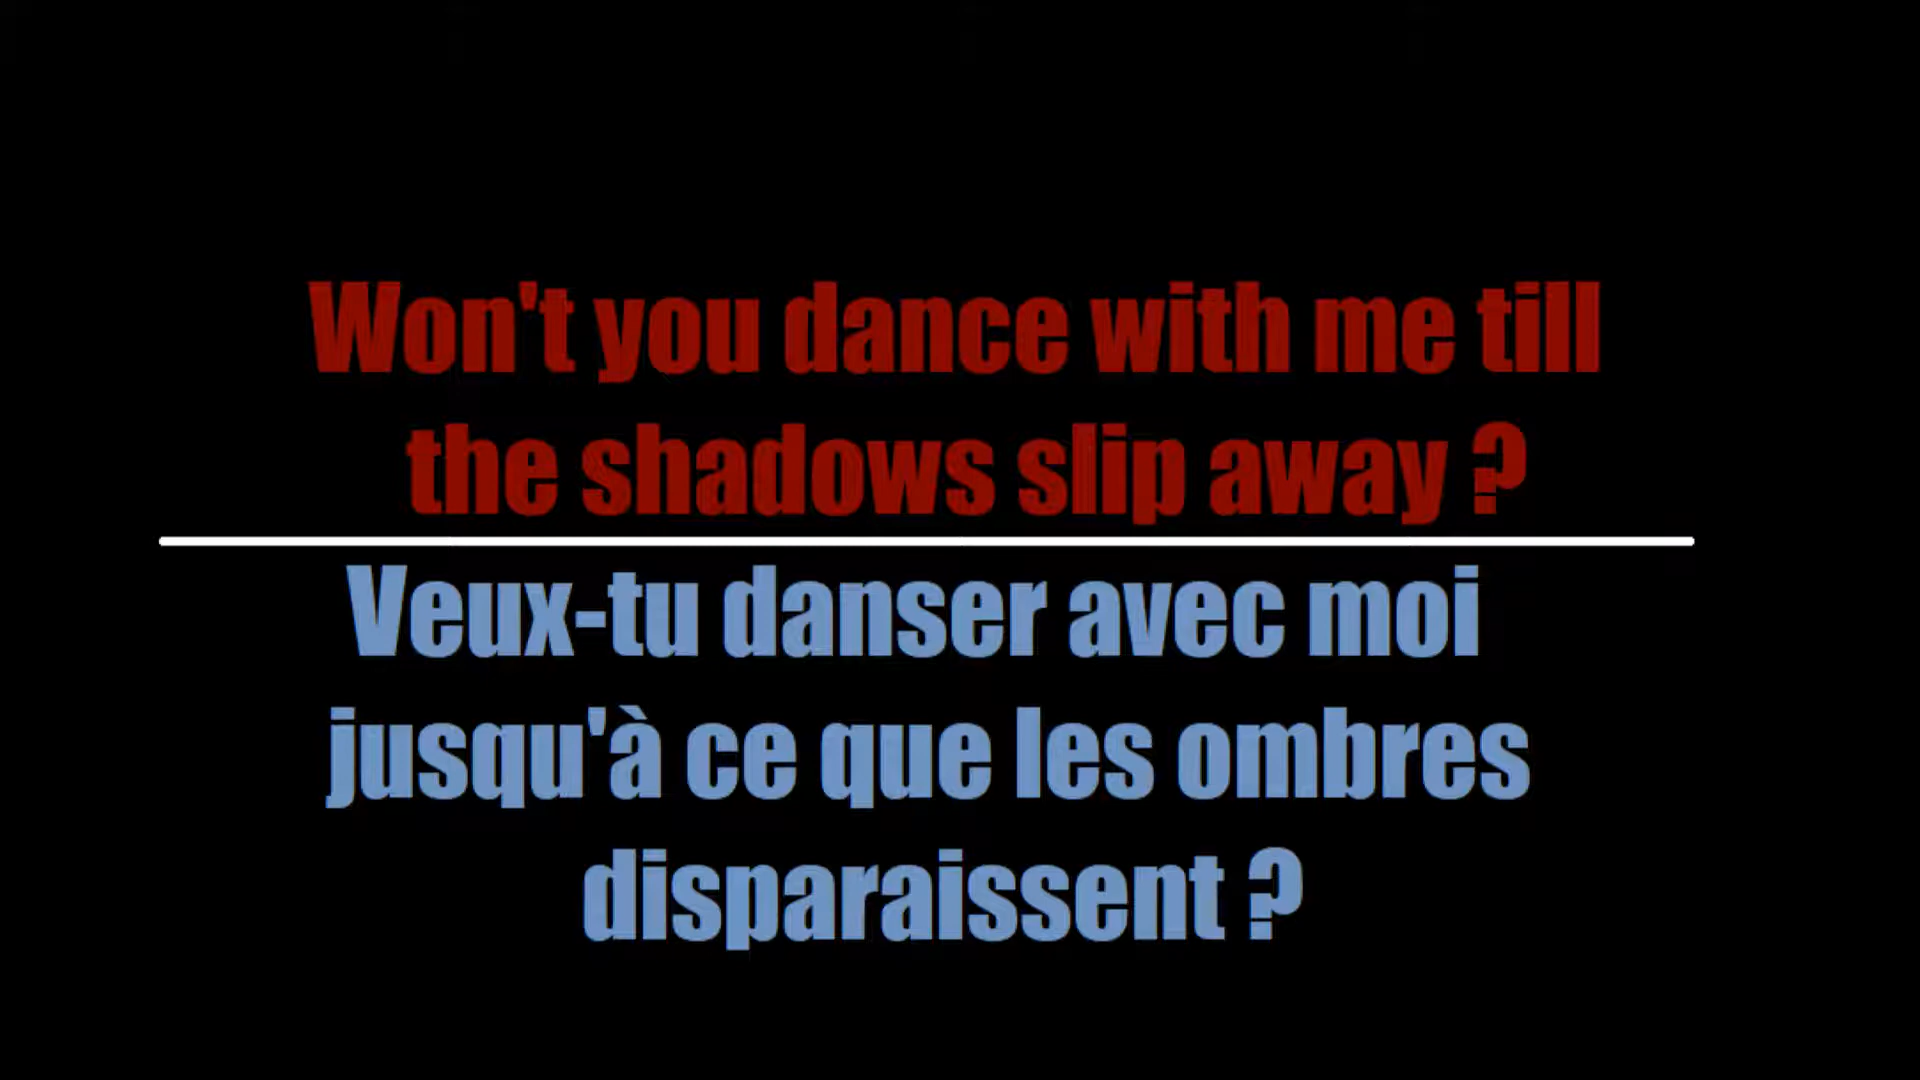 Won't you dance with me till
the shadows slip away ?
Veux-tu danser avec moi
jusqu'à ce que les ombres
disparaissent ?